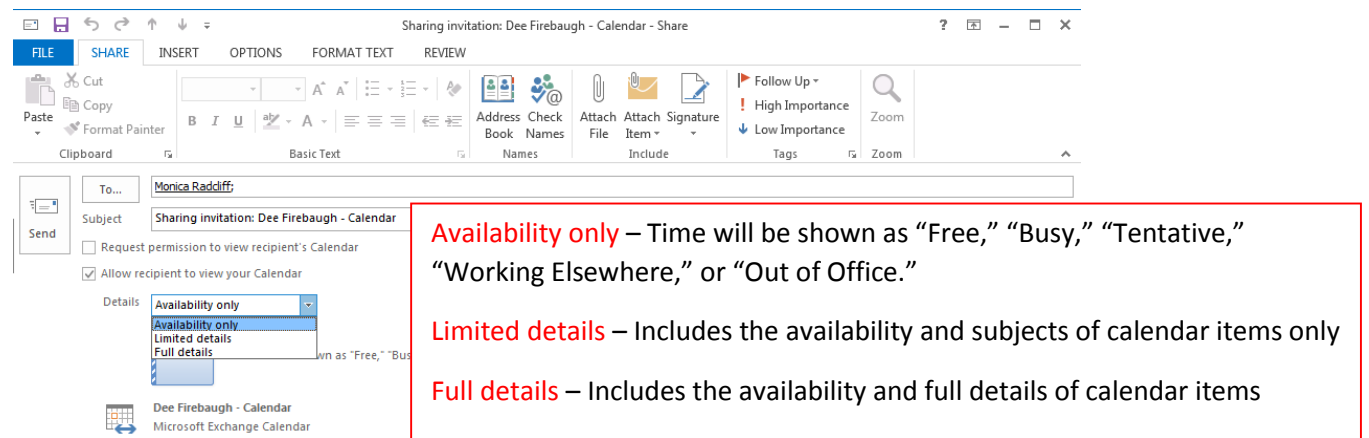 Sharing invitation: Dee Firebaugh - Calendar - Share
?
FILE SHARE INSERT OPTIONS FORMAT TEXT REVIEW
Paste
Cut
Copy
Format Painter
Clipboard
B I U
Basic Text
Address Book
Check Names
Names
Attach File
Attach Item
Signature
Include
Follow Up
High Importance
Low Importance
Tags
Zoom
Zoom
Send
To... Monica Radcliff;
Subject Sharing invitation: Dee Firebaugh - Calendar
Request permission to view recipient's Calendar
Allow recipient to view your Calendar
Details Availability only
Availability only
Limited details
Full details
wn as "Free," "Bus
Dee Firebaugh - Calendar
Microsoft Exchange Calendar
Availability only – Time will be shown as “Free,” “Busy,” “Tentative,”
“Working Elsewhere,” or “Out of Office.”
Limited details – Includes the availability and subjects of calendar items only
Full details – Includes the availability and full details of calendar items